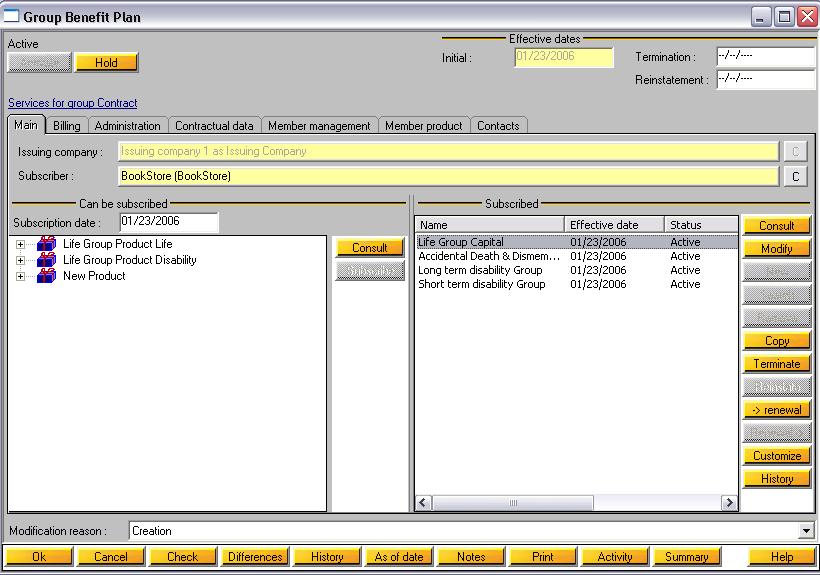 Group Benefit Plan
Active
Hold
Effective dates
Initial : 01/23/2006
Termination : --/--/----
Reinstatement : --/--/----
Services for group Contract
Main Billing Administration Contractual data Member management Member product Contacts
Issuing company : Issuing company 1 as Issuing Company C
Subscriber : BookStore (BookStore) C
Can be subscribed
Subscription date : 01/23/2006
Life Group Product Life
Life Group Product Disability
New Product
Consult
Subscribe
Subscribed
Name Effective date Status
Life Group Capital 01/23/2006 Active
Accidental Death & Dismem... 01/23/2006 Active
Long term disability Group 01/23/2006 Active
Short term disability Group 01/23/2006 Active
Consult
Modify
New
Copy
Terminate
Reinstate
-> renewal
Customize
History
Modification reason : Creation
Ok Cancel Check Differences History As of date Notes Print Activity Summary Help